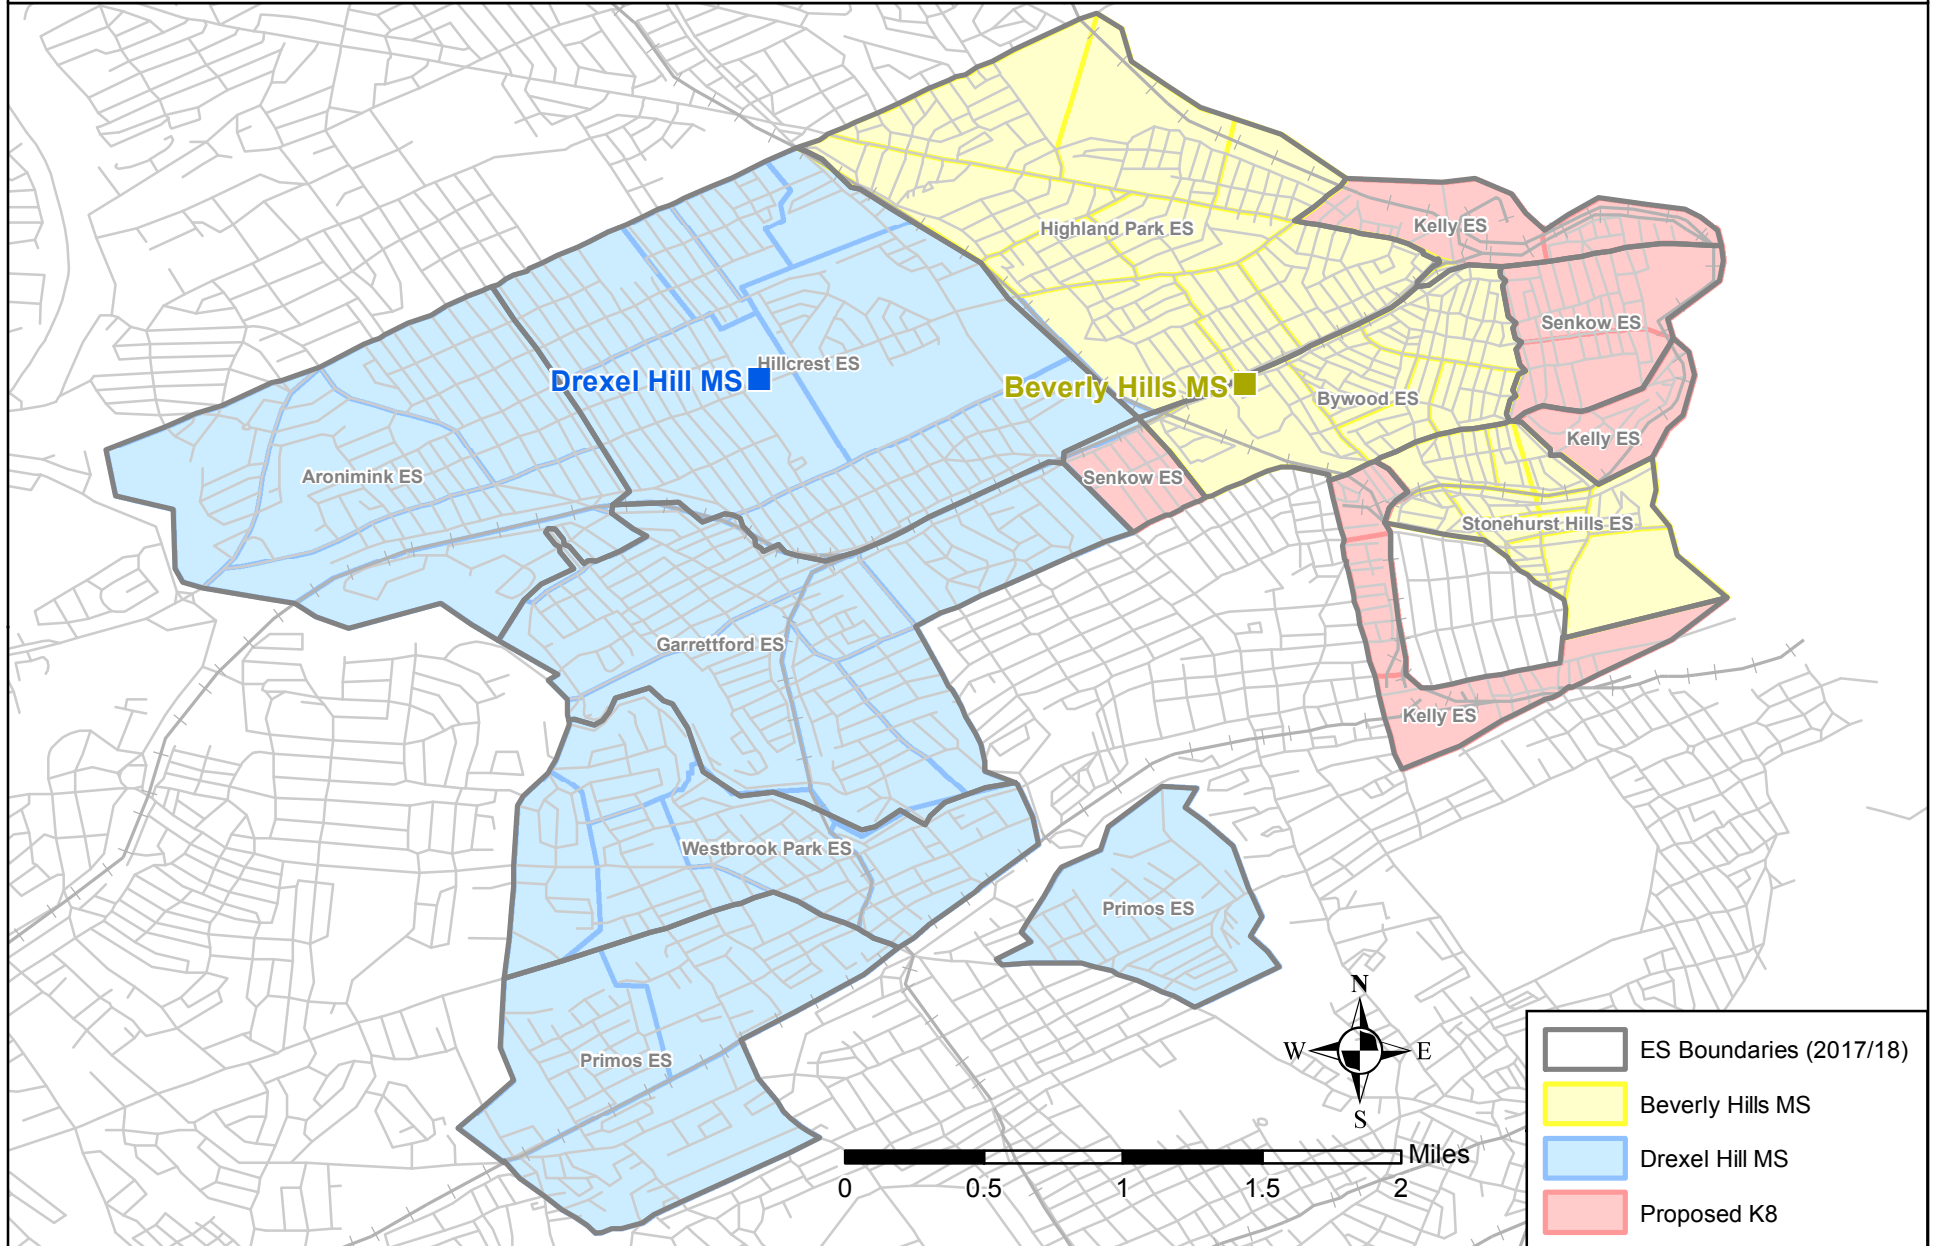 Highland Park ES
Kelly ES
Senkow ES
Hillcrest ES
Drexel Hill MS
Beverly Hills MS
Bywood ES
Kelly ES
Aronimink ES
Senkow ES
Stonehurst Hills ES
Garrettford ES
Kelly ES
Westbrook Park ES
Primos ES
Primos ES
N
W
E
S
Miles
0
0.5
1
1.5
2
ES Boundaries (2017/18)
Beverly Hills MS
Drexel Hill MS
Proposed K8